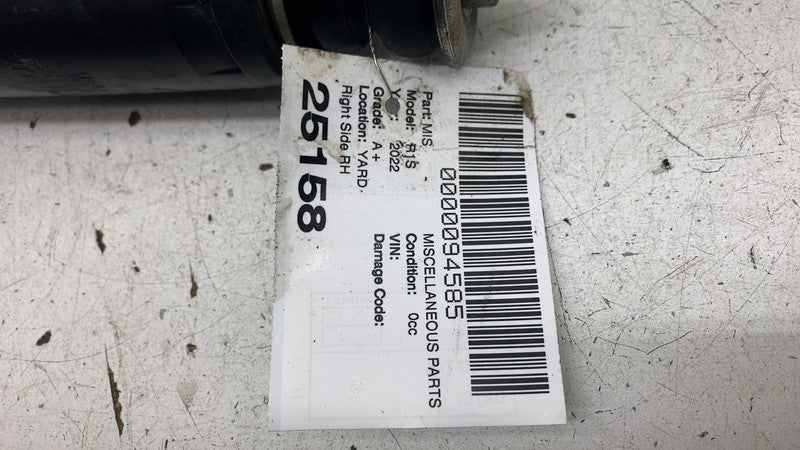 0000094585
Part: MIS - MISCELLANEOUS PARTS
Model: R1S Condition: 0cc
2022 VIN:
Grade: A+ Damage Code:
Location: YARD
Right Side RH
25158